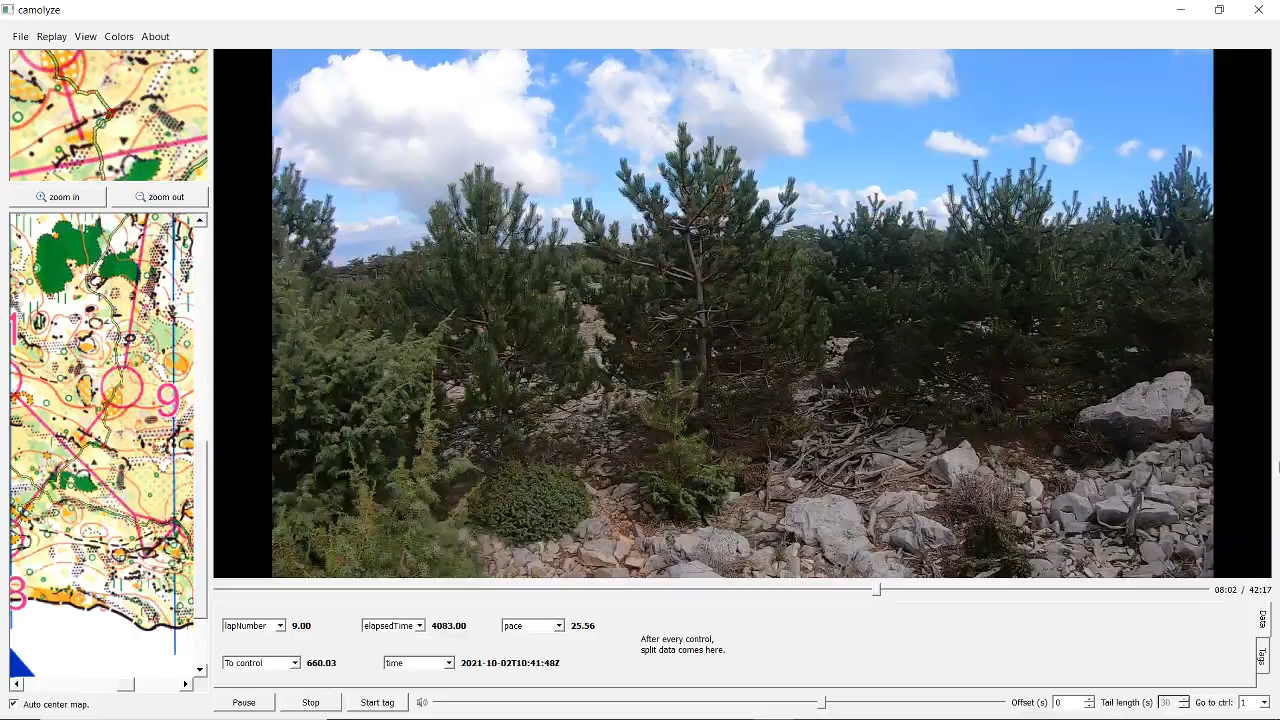 camolyze
File Replay View Colors About
zoom in zoom out
9
8
08:02 / 42:17
lapNumber 9.00 elapsedTime 4083.00 pace 25.56
After every control,
split data comes here.
To control 660.03 time 2021-10-02T10:41:48Z
Data
Tags
Auto center map.
Pause Stop Start tag Offset (s) 0 Tail length (s) 30 Go to ctrl: 1